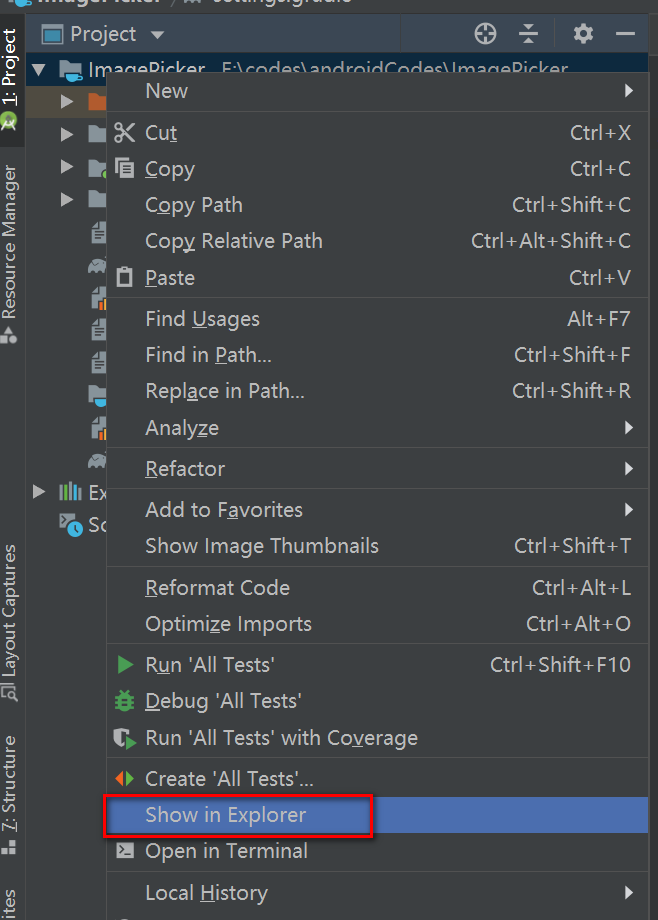 Project
1: Project
Resource Manager
Layout Captures
7: Structure
ImagePicker E:\codes\androidCodes\ImagePicker
New
Cut Ctrl+X
Copy Ctrl+C
Copy Path Ctrl+Shift+C
Copy Relative Path Ctrl+Alt+Shift+C
Paste Ctrl+V
Find Usages Alt+F7
Find in Path... Ctrl+Shift+F
Replace in Path... Ctrl+Shift+R
Analyze
Refactor
Add to Favorites
Show Image Thumbnails Ctrl+Shift+T
Reformat Code Ctrl+Alt+L
Optimize Imports Ctrl+Alt+O
Run 'All Tests' Ctrl+Shift+F10
Debug 'All Tests'
Run 'All Tests' with Coverage
Create 'All Tests'...
Show in Explorer
Open in Terminal
Local History